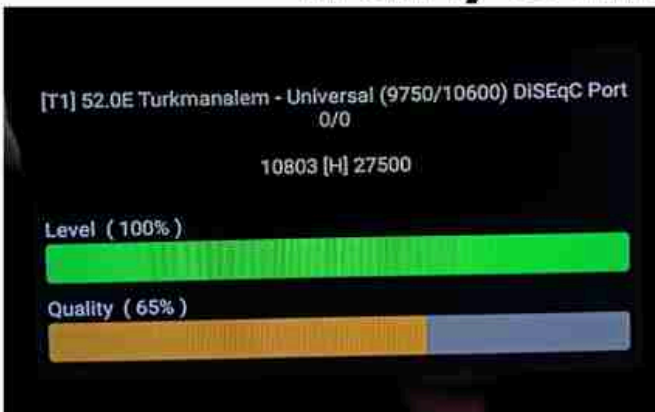 [T1] 52.0E Turkmanalem - Universal (9750/10600) DiSEqC Port
0/0
10803 [H] 27500
Level ( 100% )
Quality ( 65% )